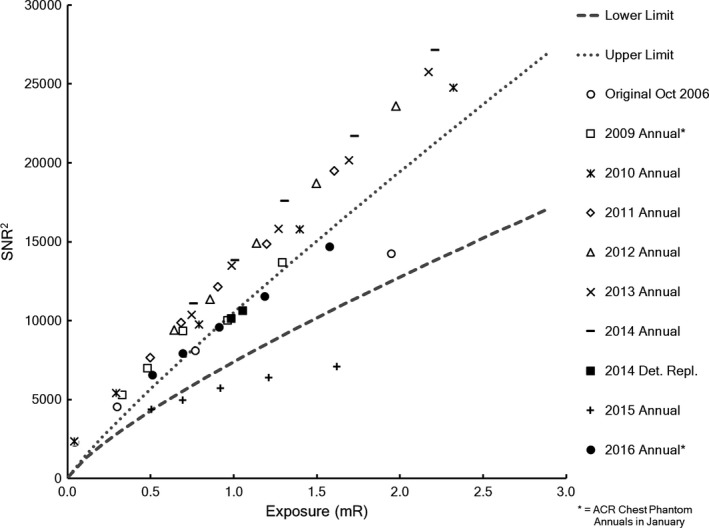 30000
25000
20000
15000
10000
5000
0
SNR²
0.0 0.5 1.0 1.5 2.0 2.5 3.0
Exposure (mR)
Lower Limit
Upper Limit
Original Oct 2006
2009 Annual*
2010 Annual
2011 Annual
2012 Annual
2013 Annual
2014 Annual
2014 Det. Repl.
2015 Annual
2016 Annual*
* = ACR Chest Phantom
Annuals in January